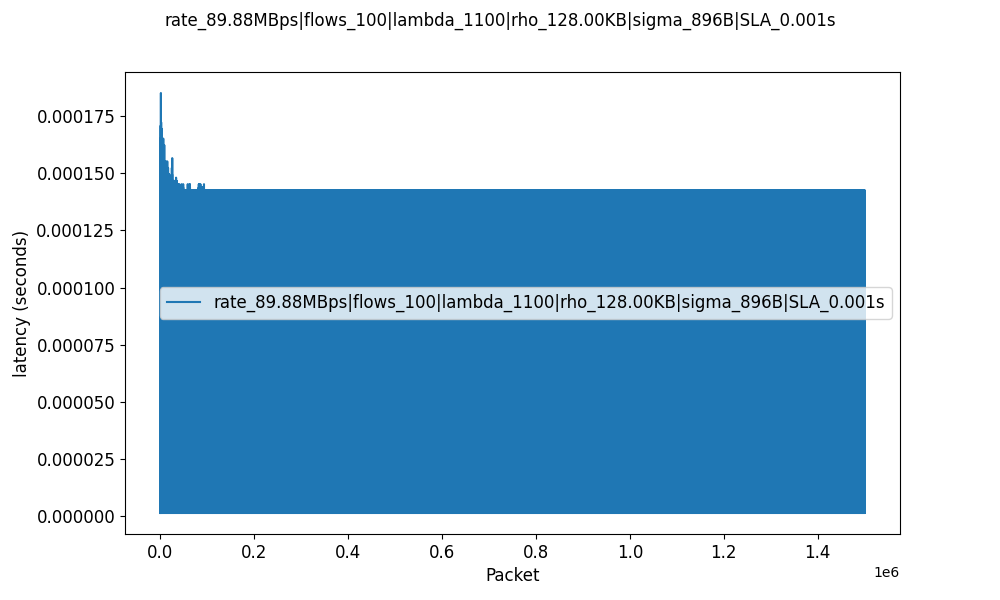 rate_89.88MBps|flows_100|lambda_1100|rho_128.00KB|sigma_896B|SLA_0.001s
latency (seconds)
0.000175
0.000150
0.000125
0.000100
0.000075
0.000050
0.000025
0.000000
rate_89.88MBps|flows_100|lambda_1100|rho_128.00KB|sigma_896B|SLA_0.001s
0.0 0.2 0.4 0.6 0.8 1.0 1.2 1.4
1e6
Packet